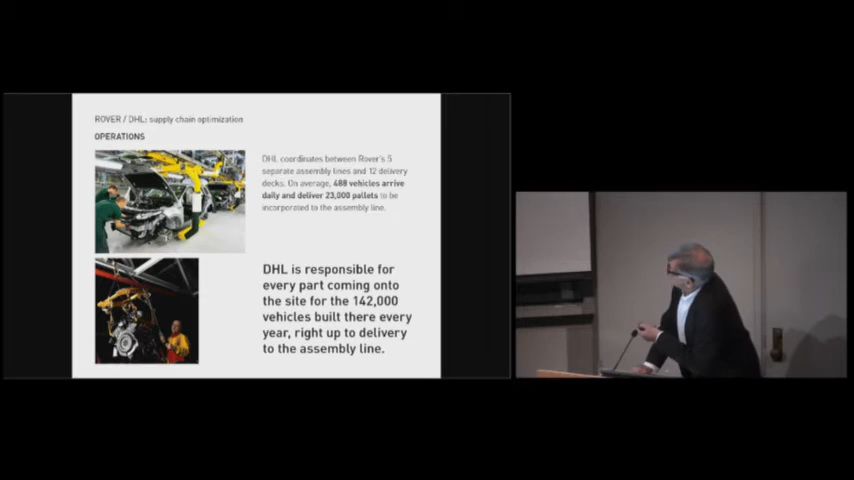 ROVER / DHL: supply chain optimization
OPERATIONS
DHL coordinates between Rover's 5
separate assembly lines and 12 delivery
decks. On average, 488 vehicles arrive
daily and deliver 23,000 pallets to be
incorporated to the assembly line.
DHL is responsible for
every part coming onto
the site for the 142,000
vehicles built there every
year, right up to delivery
to the assembly line.